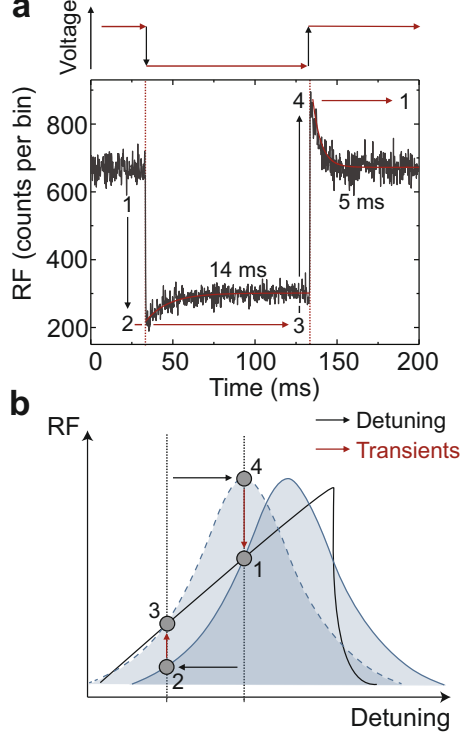 a
Voltage
RF (counts per bin)
800
600
400
200
4
1
1
5 ms
14 ms
2
3
0
50
100
150
200
Time (ms)
b
RF
Detuning
Transients
4
1
3
2
Detuning